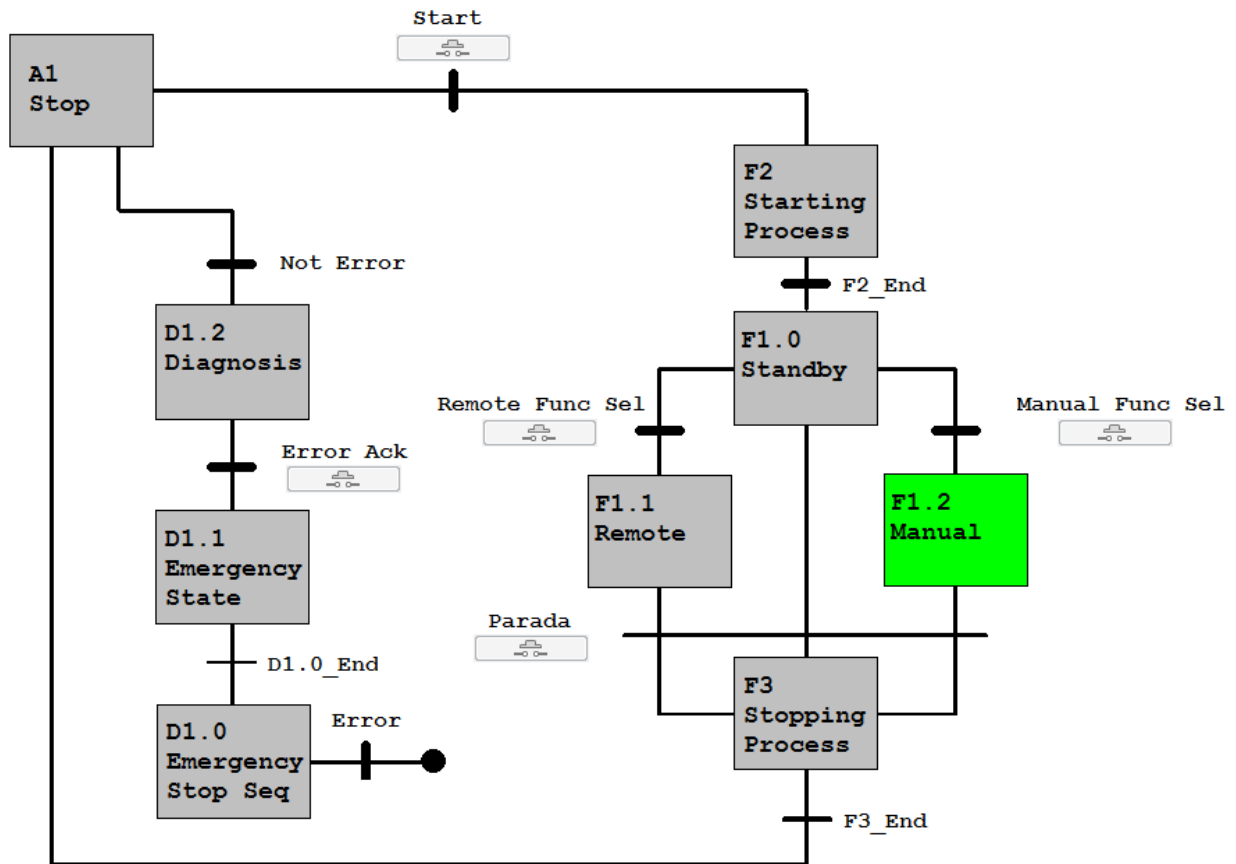 Start
A1
Stop
F2
Starting
Process
Not Error
F2_End
D1.2
Diagnosis
F1.0
Standby
Remote Func Sel
Manual Func Sel
Error Ack
F1.1
Remote
F1.2
Manual
D1.1
Emergency
State
Parada
D1.0_End
F3
Stopping
Process
D1.0
Emergency
Stop Seq
Error
F3_End